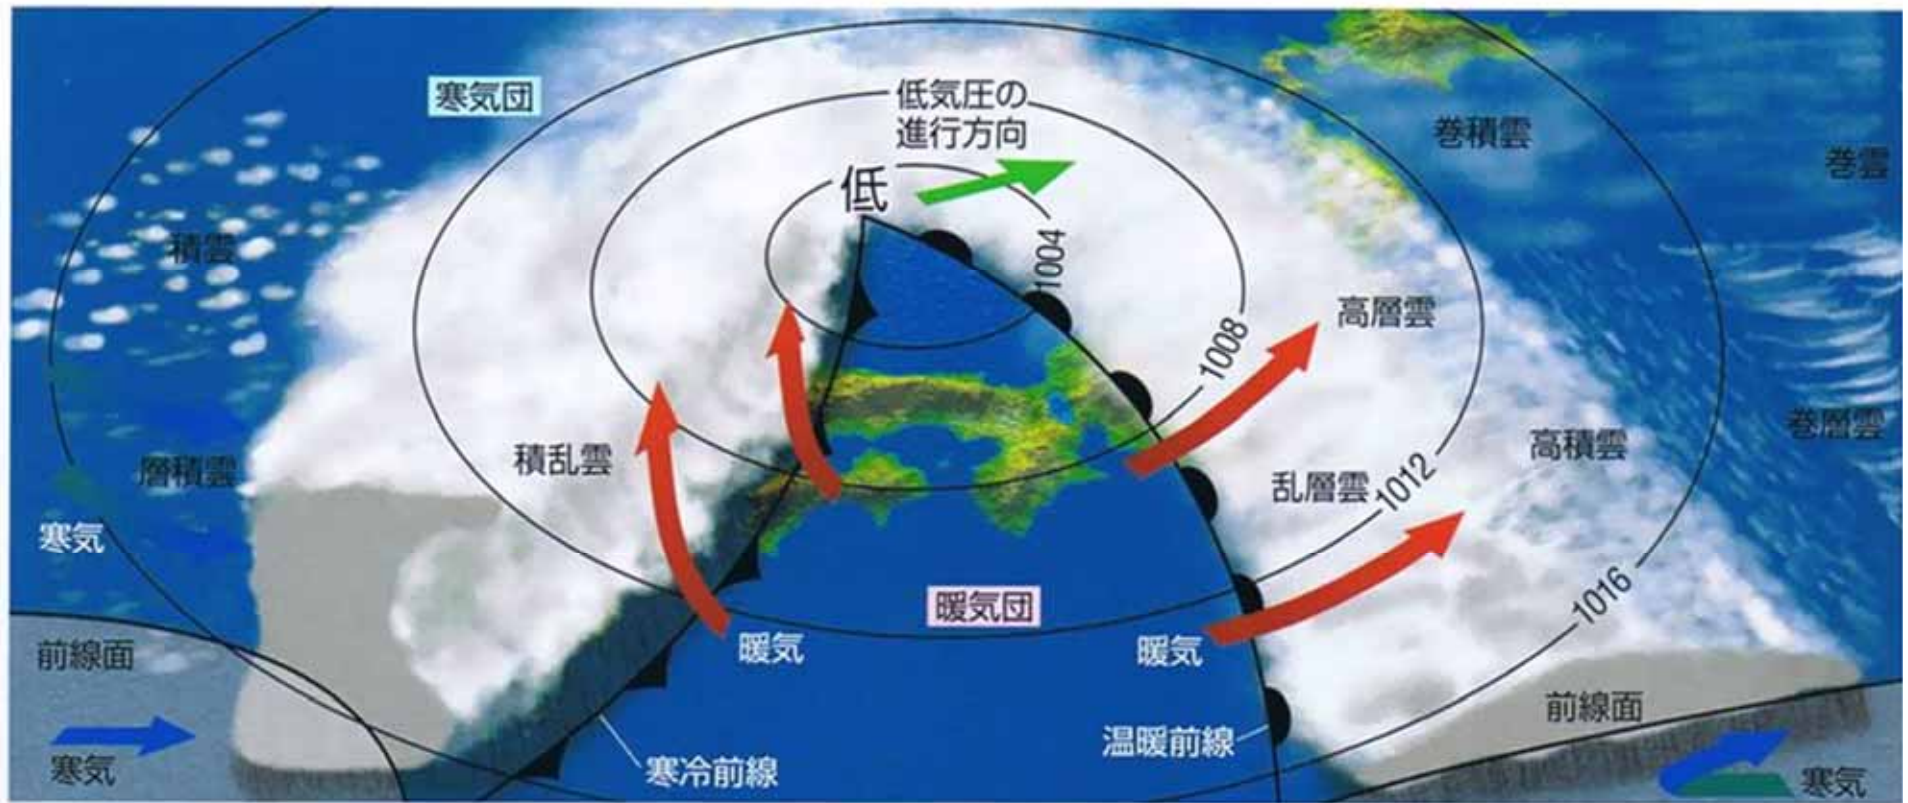 寒気団
低気圧の
進行方向
巻積雲
巻雲
低
積雲
1004
高層雲
1008
積乱雲
層積雲
高積雲
巻層雲
乱層雲
1012
寒気
暖気団
1016
前線面
暖気
暖気
前線面
温暖前線
寒気
寒冷前線
寒気